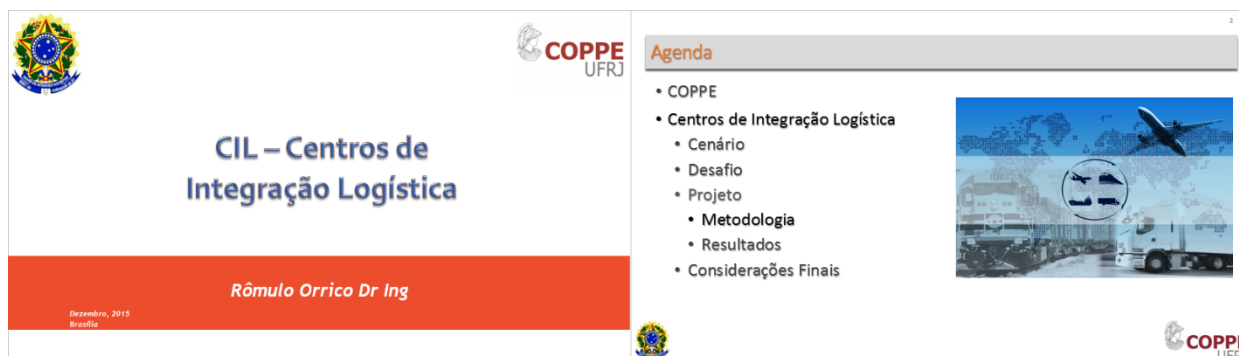 COPPE
UFRJ
CIL – Centros de
Integração Logística
Rômulo Orrico Dr Ing
Dezembro, 2015
Brasília
2
Agenda
• COPPE
• Centros de Integração Logística
• Cenário
• Desafio
• Projeto
• Metodologia
• Resultados
• Considerações Finais
COPPE
UFRJ